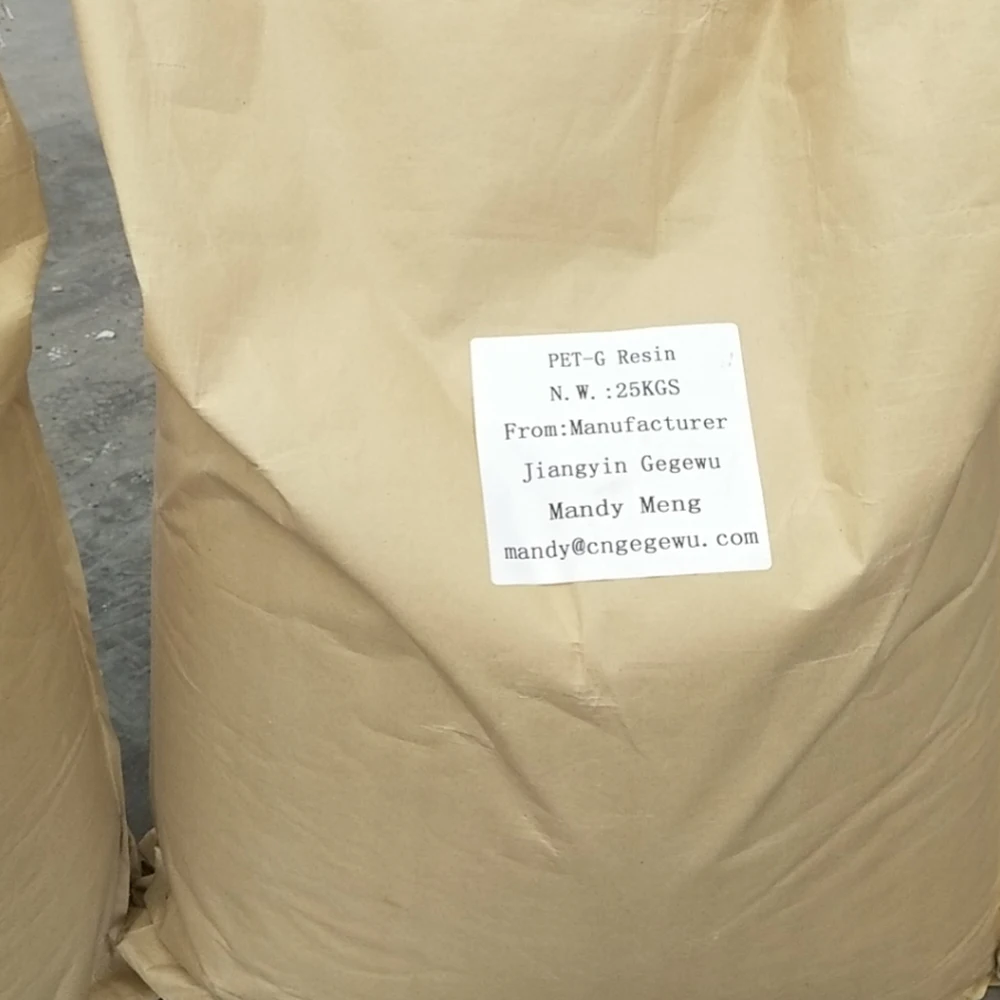 PET-G Resin
N.W.:25KGS
From:Manufacturer
Jiangyin Gegewu
Mandy Meng
mandy@cngegewu.com